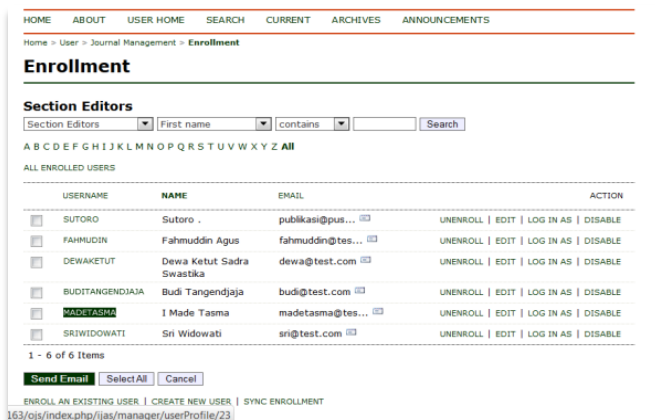 HOME ABOUT USER HOME SEARCH CURRENT ARCHIVES ANNOUNCEMENTS
Home > User > Journal Management > Enrollment
Enrollment
Section Editors
Section Editors First name contains Search
A B C D E F G H I J K L M N O P Q R S T U V W X Y Z All
ALL ENROLLED USERS
USERNAME NAME EMAIL ACTION
SUTORO Sutoro . publikasi@pus... UNENROLL | EDIT | LOG IN AS | DISABLE
FAHMUDIN Fahmuddin Agus fahmuddin@tes... UNENROLL | EDIT | LOG IN AS | DISABLE
DEWAKETUT Dewa Ketut Sadra dewa@test.com UNENROLL | EDIT | LOG IN AS | DISABLE
Swastika
BUDITANGENDJAJA Budi Tangendjaja budi@test.com UNENROLL | EDIT | LOG IN AS | DISABLE
MADETASMA I Made Tasma madetasma@tes... UNENROLL | EDIT | LOG IN AS | DISABLE
SRIWIDOWATI Sri Widowati sri@test.com UNENROLL | EDIT | LOG IN AS | DISABLE
1 - 6 of 6 Items
Send Email Select All Cancel
ENROLL AN EXISTING USER | CREATE NEW USER | SYNC ENROLLMENT
163/ojs/index.php/ijas/manager/userProfile/23